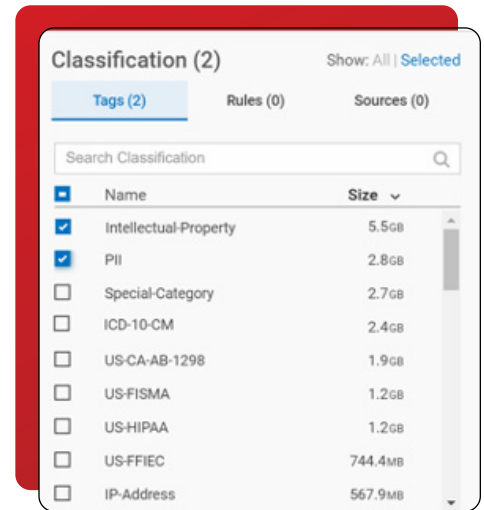 Classification (2) Show: All | Selected
Tags (2) Rules (0) Sources (0)
Search Classification
Name Size
Intellectual-Property 5.5GB
PII 2.8GB
Special-Category 2.7GB
ICD-10-CM 2.4GB
US-CA-AB-1298 1.9GB
US-FISMA 1.2GB
US-HIPAA 1.2GB
US-FFIEC 744.4MB
IP-Address 567.9MB